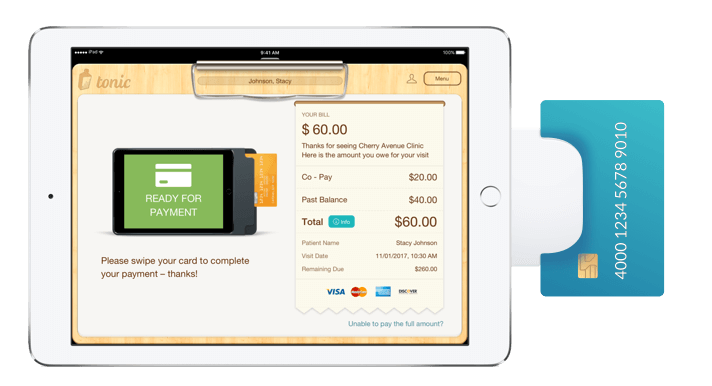 iPad
9:41 AM
100%
tonic
Johnson, Stacy
Menu
YOUR BILL
$ 60.00
Thanks for seeing Cherry Avenue Clinic
Here is the amount you owe for your visit
READY FOR
PAYMENT
Co - Pay $20.00
Past Balance $40.00
Total Info $60.00
Patient Name Stacy Johnson
Visit Date 11/01/2017, 10:30 AM
Remaining Due $260.00
Please swipe your card to complete
your payment – thanks!
VISA MasterCard DISCOVER
Unable to pay the full amount?
4000 1234 5678 9010